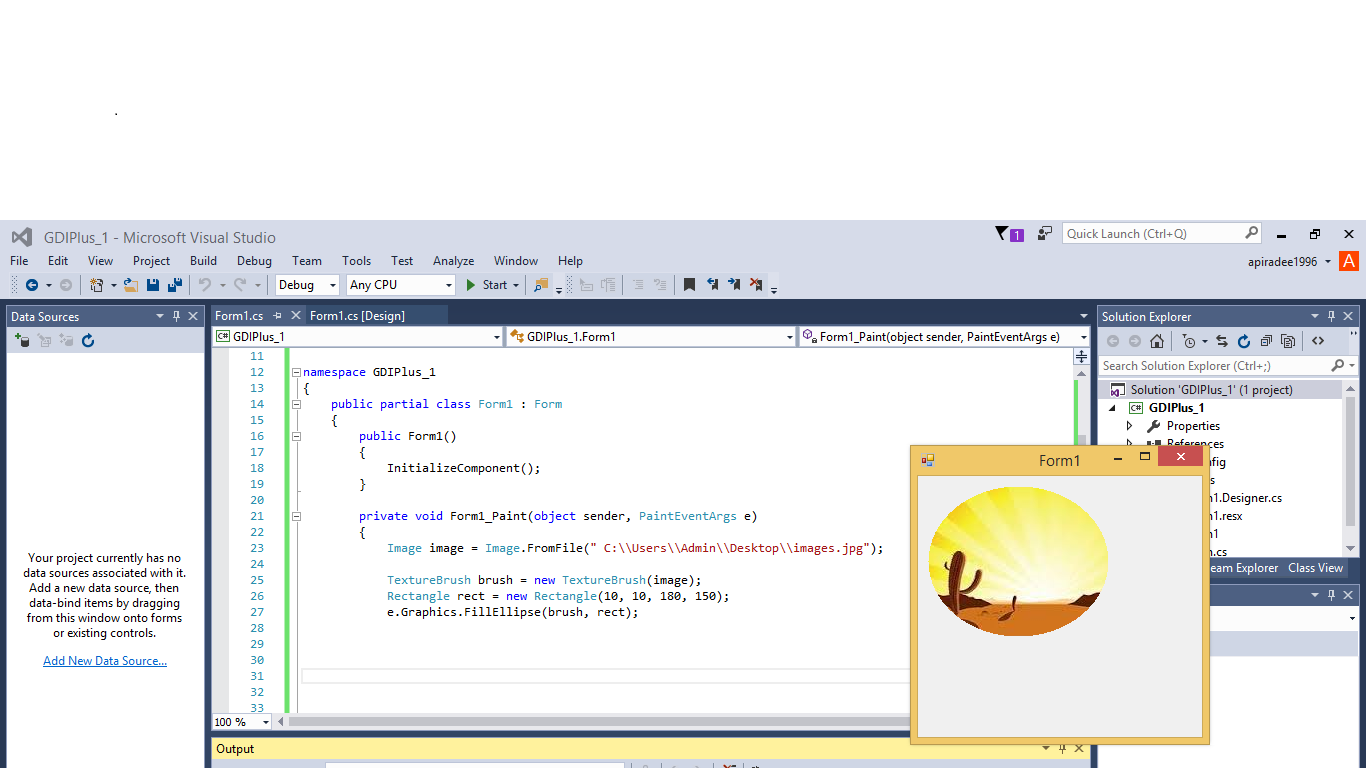 .
GDIPlus_1 - Microsoft Visual Studio
1
Quick Launch (Ctrl+Q)
File Edit View Project Build Debug Team Tools Test Analyze Window Help
apiradee1996 A
Debug Any CPU Start
Data Sources
Form1.cs Form1.cs [Design]
Solution Explorer
C# GDIPlus_1 GDIPlus_1.Form1 Form1_Paint(object sender, PaintEventArgs e)
Search Solution Explorer (Ctrl+;)
Solution 'GDIPlus_1' (1 project)
C# GDIPlus_1
Properties
References
11
12 namespace GDIPlus_1
13 {
14 public partial class Form1 : Form
15 {
16 public Form1()
17 {
18 InitializeComponent();
19 }
20
21 private void Form1_Paint(object sender, PaintEventArgs e)
22 {
23 Image image = Image.FromFile(" C:\\Users\\Admin\\Desktop\\images.jpg");
24
25 TextureBrush brush = new TextureBrush(image);
26 Rectangle rect = new Rectangle(10, 10, 180, 150);
27 e.Graphics.FillEllipse(brush, rect);
28
29
30
31
32
33
Your project currently has no
data sources associated with it.
Add a new data source, then
data-bind items by dragging
from this window onto forms
or existing controls.
Add New Data Source...
Form1
fig
s
n1.Designer.cs
n1.resx
n1
n.cs
eam Explorer Class View
100 %
Output